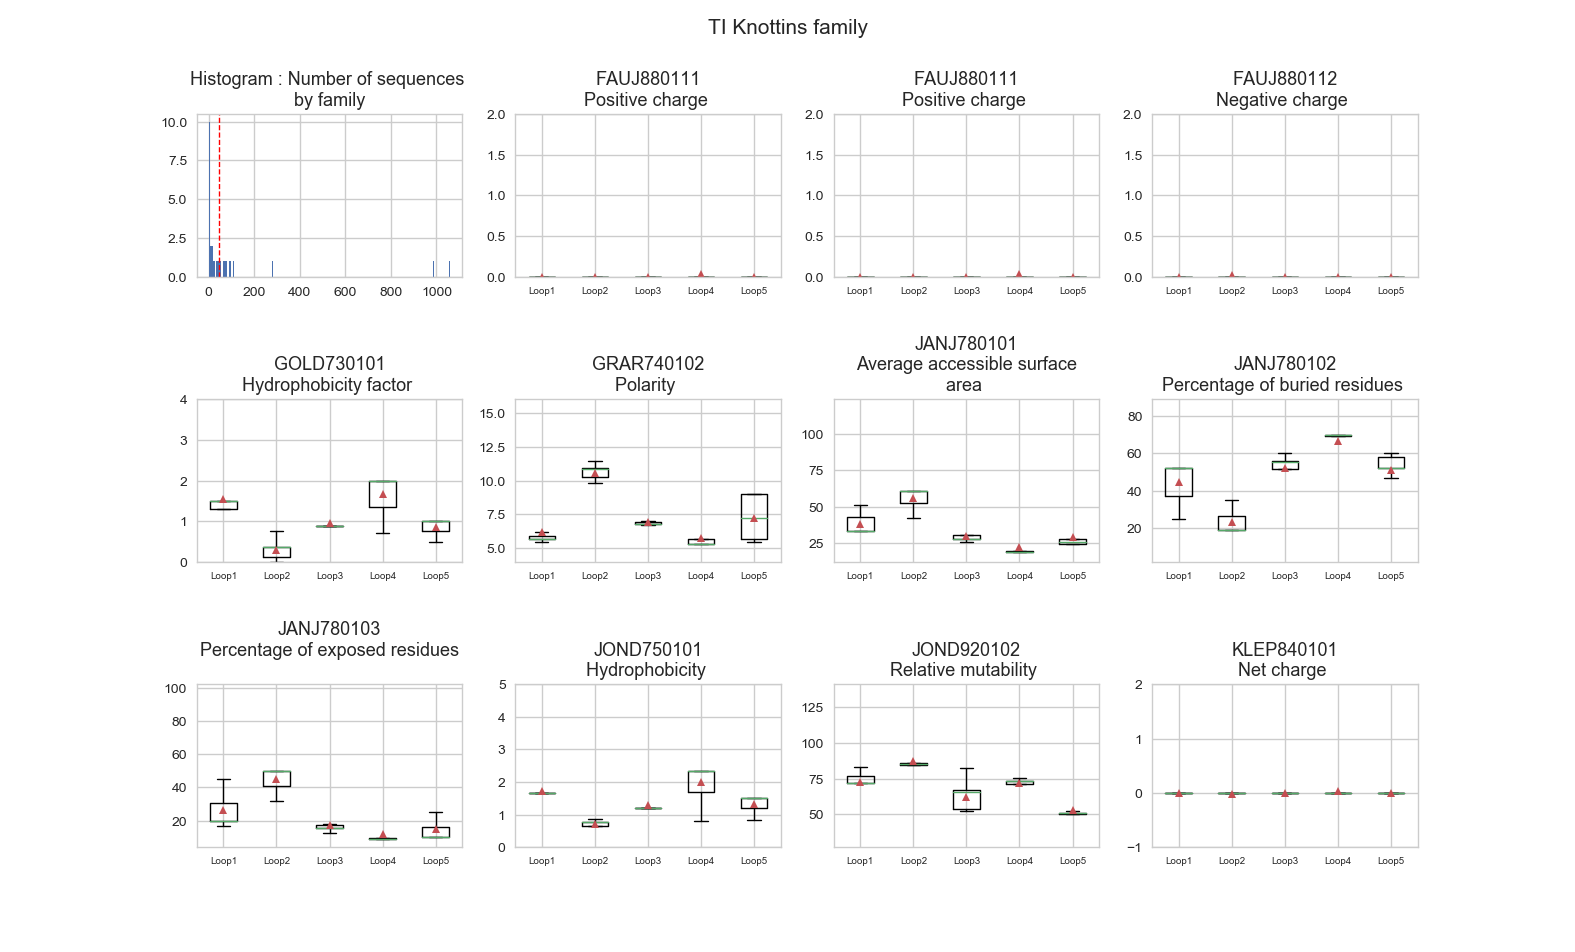 TI Knottins family
Histogram : Number of sequences
by family
10.0
7.5
5.0
2.5
0.0
0 200 400 600 800 1000
FAUJ880111
Positive charge
2.0
1.5
1.0
0.5
0.0
Loop1 Loop2 Loop3 Loop4 Loop5
FAUJ880111
Positive charge
2.0
1.5
1.0
0.5
0.0
Loop1 Loop2 Loop3 Loop4 Loop5
FAUJ880112
Negative charge
2.0
1.5
1.0
0.5
0.0
Loop1 Loop2 Loop3 Loop4 Loop5
GOLD730101
Hydrophobicity factor
4
3
2
1
0
Loop1 Loop2 Loop3 Loop4 Loop5
GRAR740102
Polarity
15.0
12.5
10.0
7.5
5.0
Loop1 Loop2 Loop3 Loop4 Loop5
JANJ780101
Average accessible surface
area
100
75
50
25
Loop1 Loop2 Loop3 Loop4 Loop5
JANJ780102
Percentage of buried residues
80
60
40
20
Loop1 Loop2 Loop3 Loop4 Loop5
JANJ780103
Percentage of exposed residues
100
80
60
40
20
Loop1 Loop2 Loop3 Loop4 Loop5
JOND750101
Hydrophobicity
5
4
3
2
1
0
Loop1 Loop2 Loop3 Loop4 Loop5
JOND920102
Relative mutability
125
100
75
50
Loop1 Loop2 Loop3 Loop4 Loop5
KLEP840101
Net charge
2
1
0
−1
Loop1 Loop2 Loop3 Loop4 Loop5